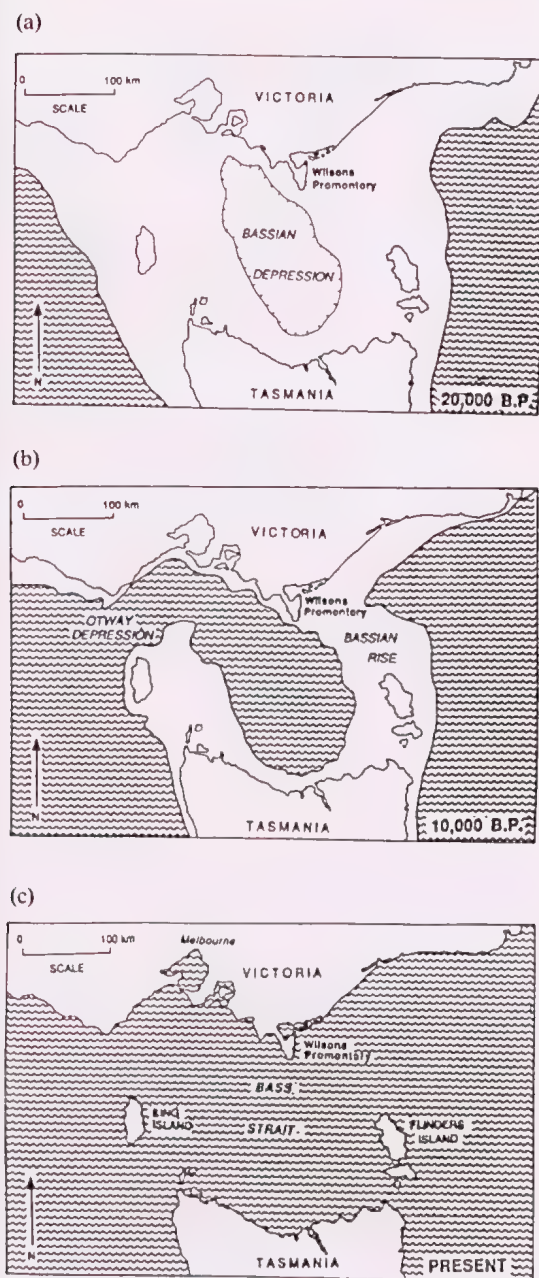 (a)
0 100 km
SCALE
VICTORIA
Wilsons
Promontory
BASSIAN
DEPRESSION
N
TASMANIA
20,000 B.P.
(b)
0 100 km
SCALE
VICTORIA
Wilsons
Promontory
OTWAY
DEPRESSION
BASSIAN
RISE
N
TASMANIA
10,000 B.P.
(c)
0 100 km
SCALE
Melbourne
VICTORIA
Wilsons
Promontory
BASS
KING
ISLAND
STRAIT
FLINDERS
ISLAND
N
TASMANIA
PRESENT